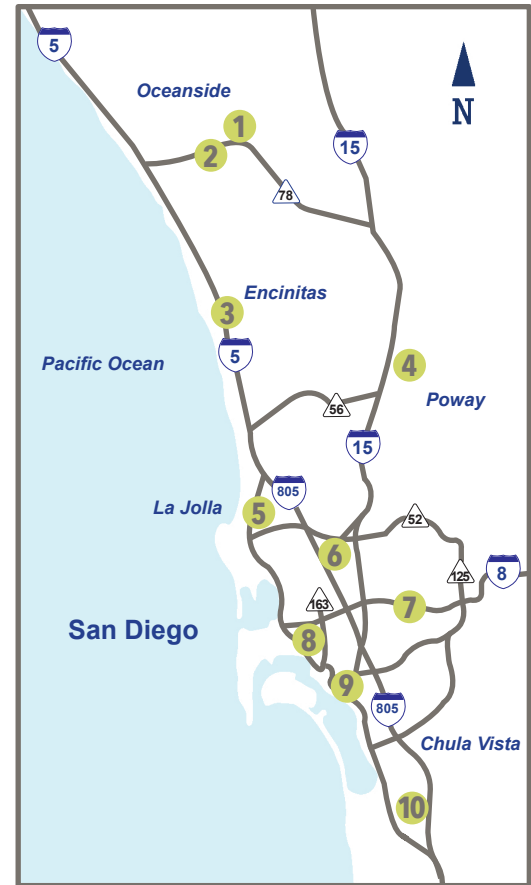 5
Oceanside
N
1
15
2
78
Encinitas
3
5
Pacific Ocean
4
Poway
56
15
805
La Jolla
5
52
6
8
125
163
7
San Diego
8
9
805
Chula Vista
10